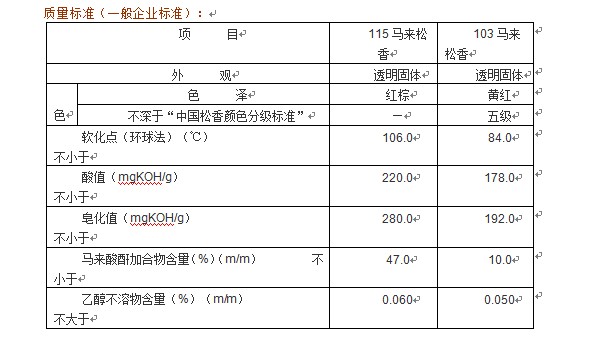 质量标准（一般企业标准）：
项 目 115 马来松香 103 马来松香
外 观 透明固体 透明固体
色 色 泽 红棕 黄红
不深于“中国松香颜色分级标准” — 五级
软化点（环球法）（℃） 106.0 84.0
不小于
酸值（mgKOH/g） 220.0 178.0
不小于
皂化值（mgKOH/g） 280.0 192.0
不小于
马来酸酐加合物含量（%）（m/m） 不 47.0 10.0
小于
乙醇不溶物含量（%）（m/m） 0.060 0.050
不大于